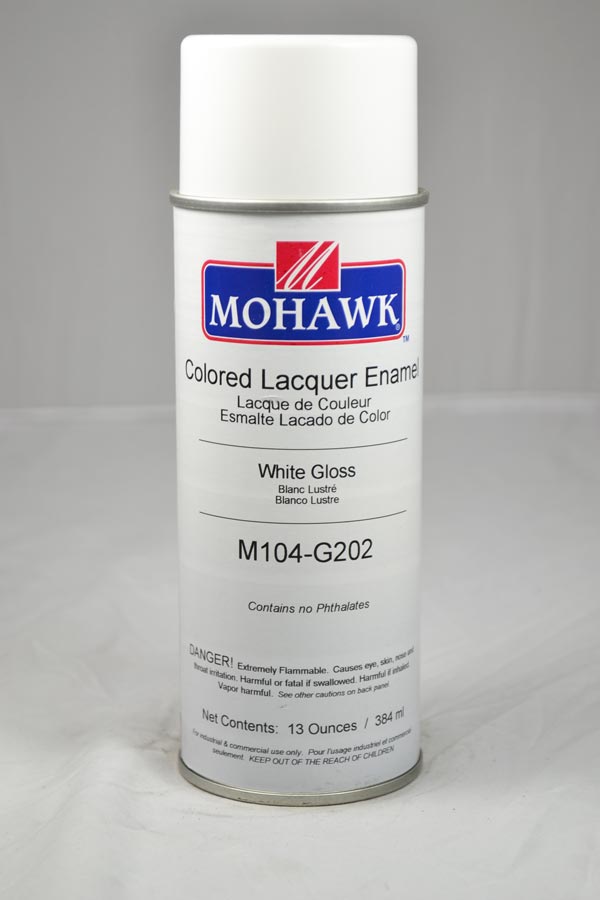 M
MOHAWK®
™
Colored Lacquer Enamel
Lacque de Couleur
Esmalte Lacado de Color
White Gloss
Blanc Lustré
Blanco Lustre
M104-G202
Contains no Phthalates
DANGER! Extremely Flammable. Causes eye, skin, nose and
throat irritation. Harmful or fatal if swallowed. Harmful if inhaled.
Vapor harmful. See other cautions on back panel.
Net Contents: 13 Ounces / 384 ml
For industrial & commercial use only. Pour l'usage industriel et commercial
seulement. KEEP OUT OF THE REACH OF CHILDREN.